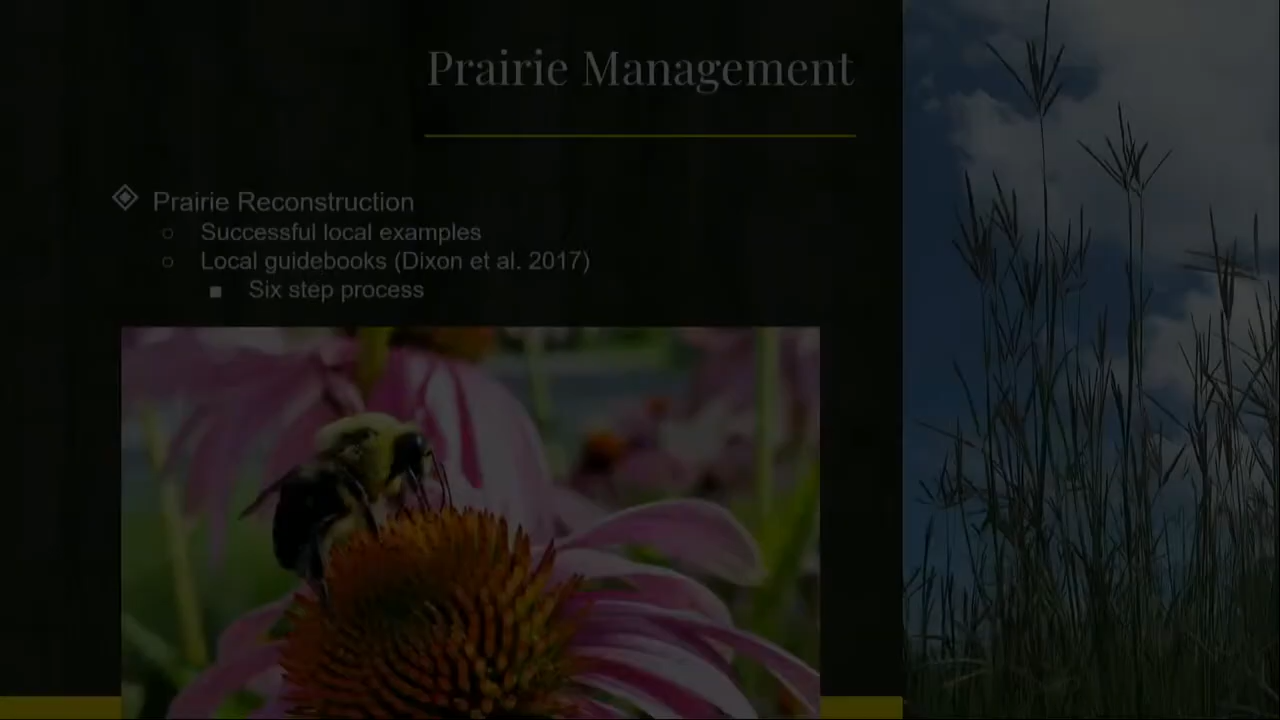 Prairie Management
Prairie Reconstruction
Successful local examples
Local guidebooks (Dixon et al. 2017)
Six step process